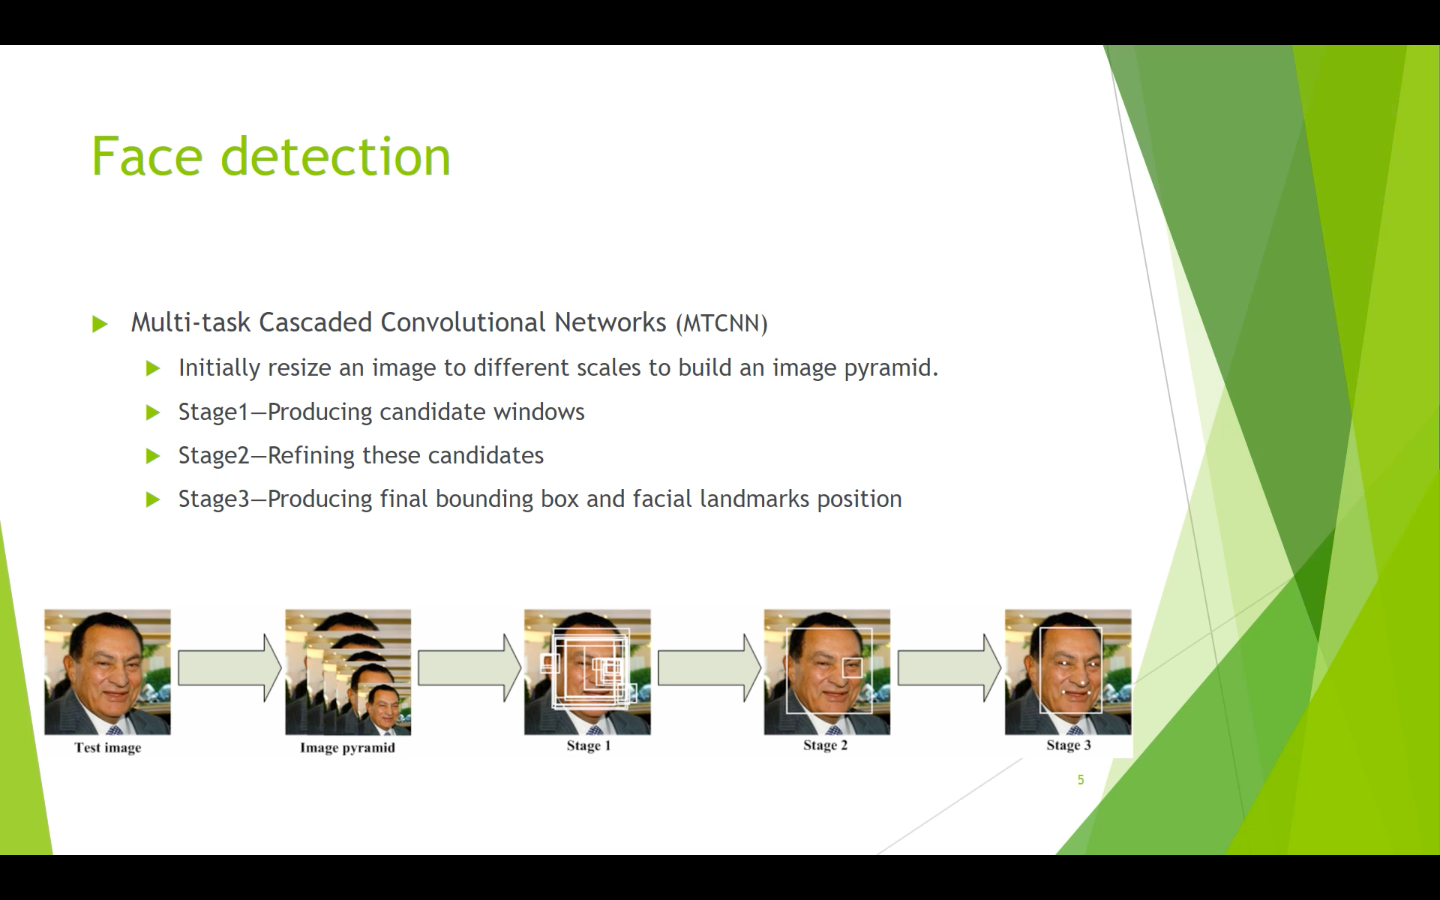 Face detection
Multi-task Cascaded Convolutional Networks (MTCNN)
Initially resize an image to different scales to build an image pyramid.
Stage1—Producing candidate windows
Stage2—Refining these candidates
Stage3—Producing final bounding box and facial landmarks position
Test image
Image pyramid
Stage 1
Stage 2
Stage 3
5